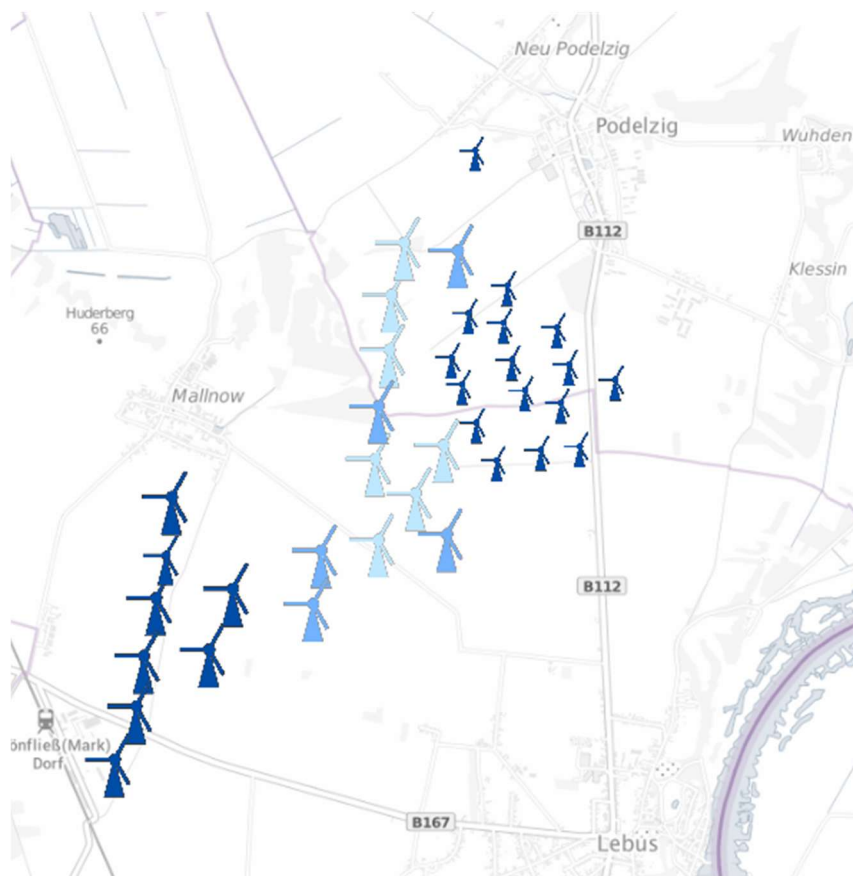 Neu Podelzig
Podelzig
Wuhden
B112
Klessin
Huderberg
66
Mallnow
B112
önfließ(Mark)
Dorf
B167
Lebus